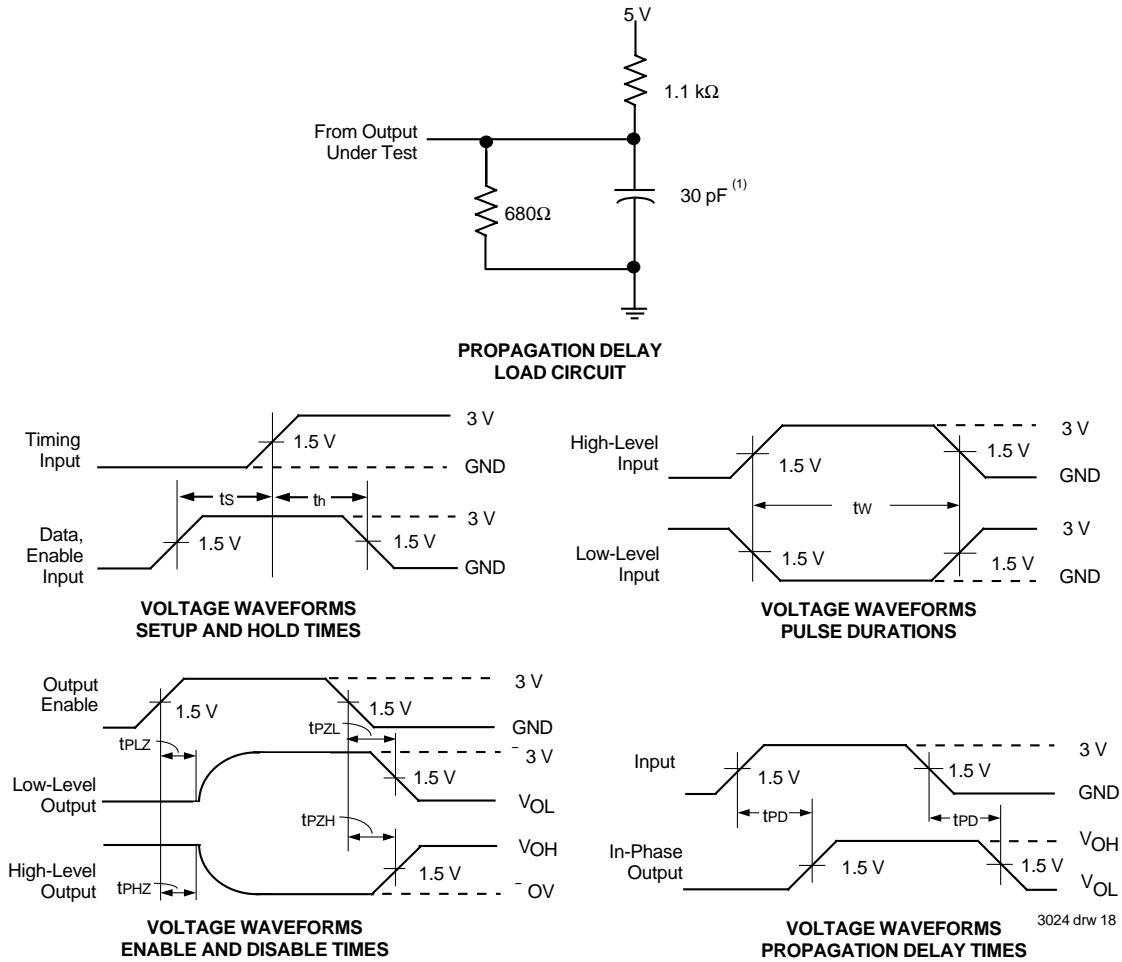 5 V
1.1 kΩ
From Output
Under Test
30 pF (1)
680Ω
PROPAGATION DELAY
LOAD CIRCUIT
Timing
Input
3 V
1.5 V
GND
tS
th
Data,
Enable
Input
3 V
1.5 V
1.5 V
GND
VOLTAGE WAVEFORMS
SETUP AND HOLD TIMES
High-Level
Input
3 V
1.5 V
1.5 V
GND
tW
Low-Level
Input
3 V
1.5 V
1.5 V
GND
VOLTAGE WAVEFORMS
PULSE DURATIONS
Output
Enable
3 V
1.5 V
1.5 V
GND
tPLZ
tPZL
Low-Level
Output
3 V
1.5 V
VOL
tPZH
High-Level
Output
VOH
1.5 V
tPHZ
OV
VOLTAGE WAVEFORMS
ENABLE AND DISABLE TIMES
Input
3 V
1.5 V
1.5 V
GND
tPD
tPD
In-Phase
Output
VOH
1.5 V
1.5 V
VOL
3024 drw 18
VOLTAGE WAVEFORMS
PROPAGATION DELAY TIMES